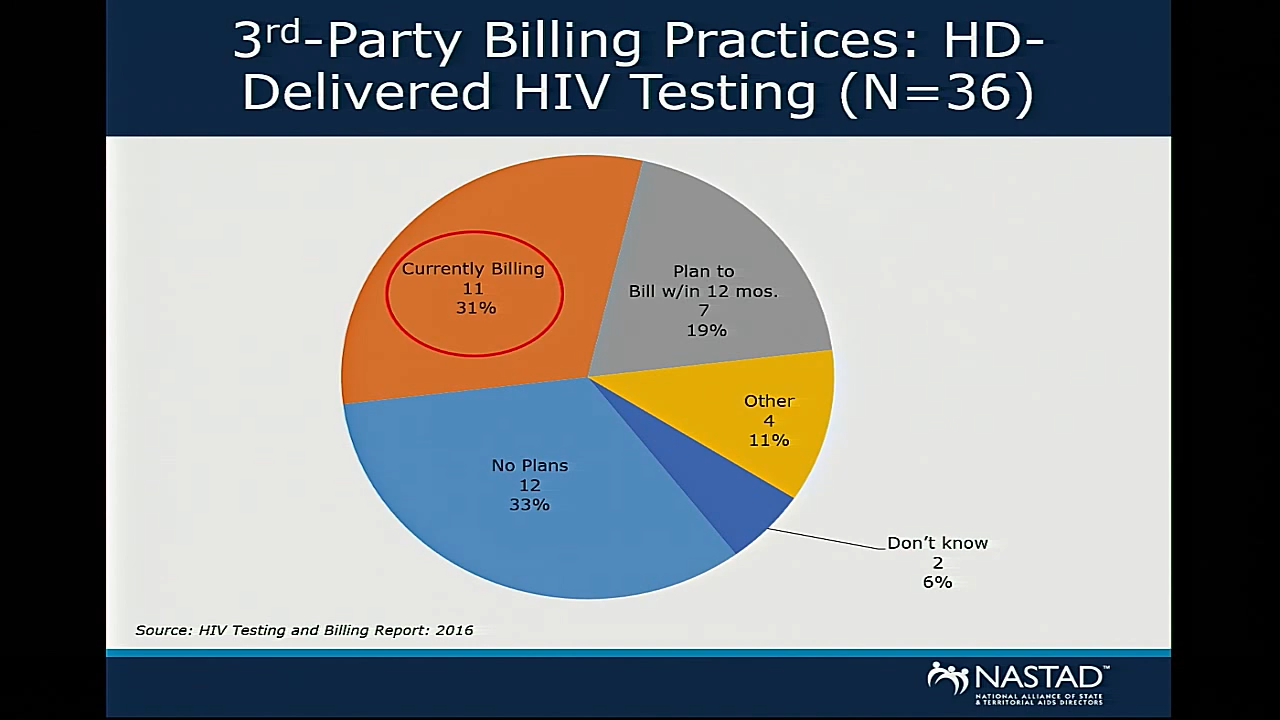 3rd-Party Billing Practices: HD-
Delivered HIV Testing (N=36)
Currently Billing
11
31%
Plan to
Bill w/in 12 mos.
7
19%
Other
4
11%
No Plans
12
33%
Don't know
2
6%
Source: HIV Testing and Billing Report: 2016
NASTAD™
NATIONAL ALLIANCE OF STATE
& TERRITORIAL AIDS DIRECTORS